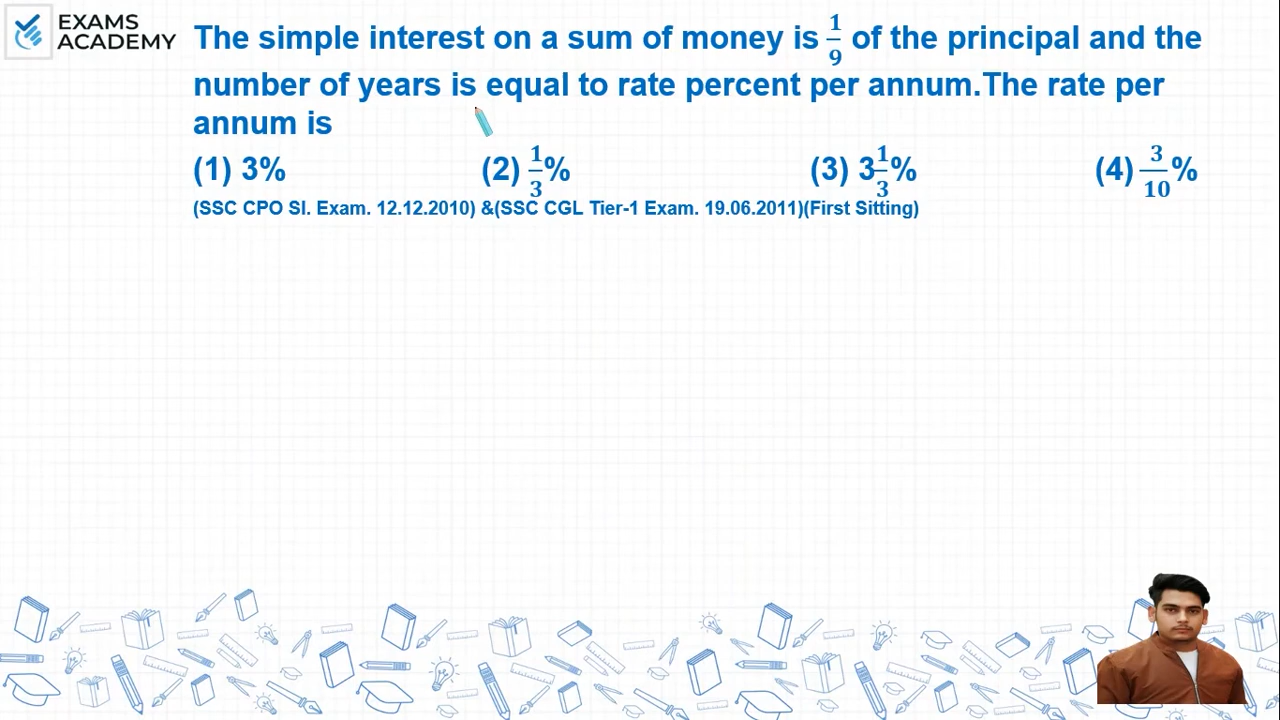 EXAMS
ACADEMY
The simple interest on a sum of money is 1/9 of the principal and the
number of years is equal to rate percent per annum.The rate per
annum is
(1) 3% (2) 1/3% (3) 3 1/3% (4) 3/10%
(SSC CPO SI. Exam. 12.12.2010) &(SSC CGL Tier-1 Exam. 19.06.2011)(First Sitting)